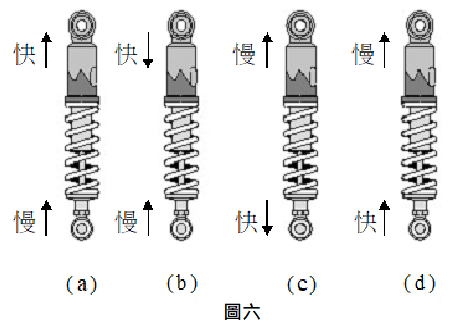 快 快 慢 慢
慢 慢 快 快
(a) (b) (c) (d)
圖六